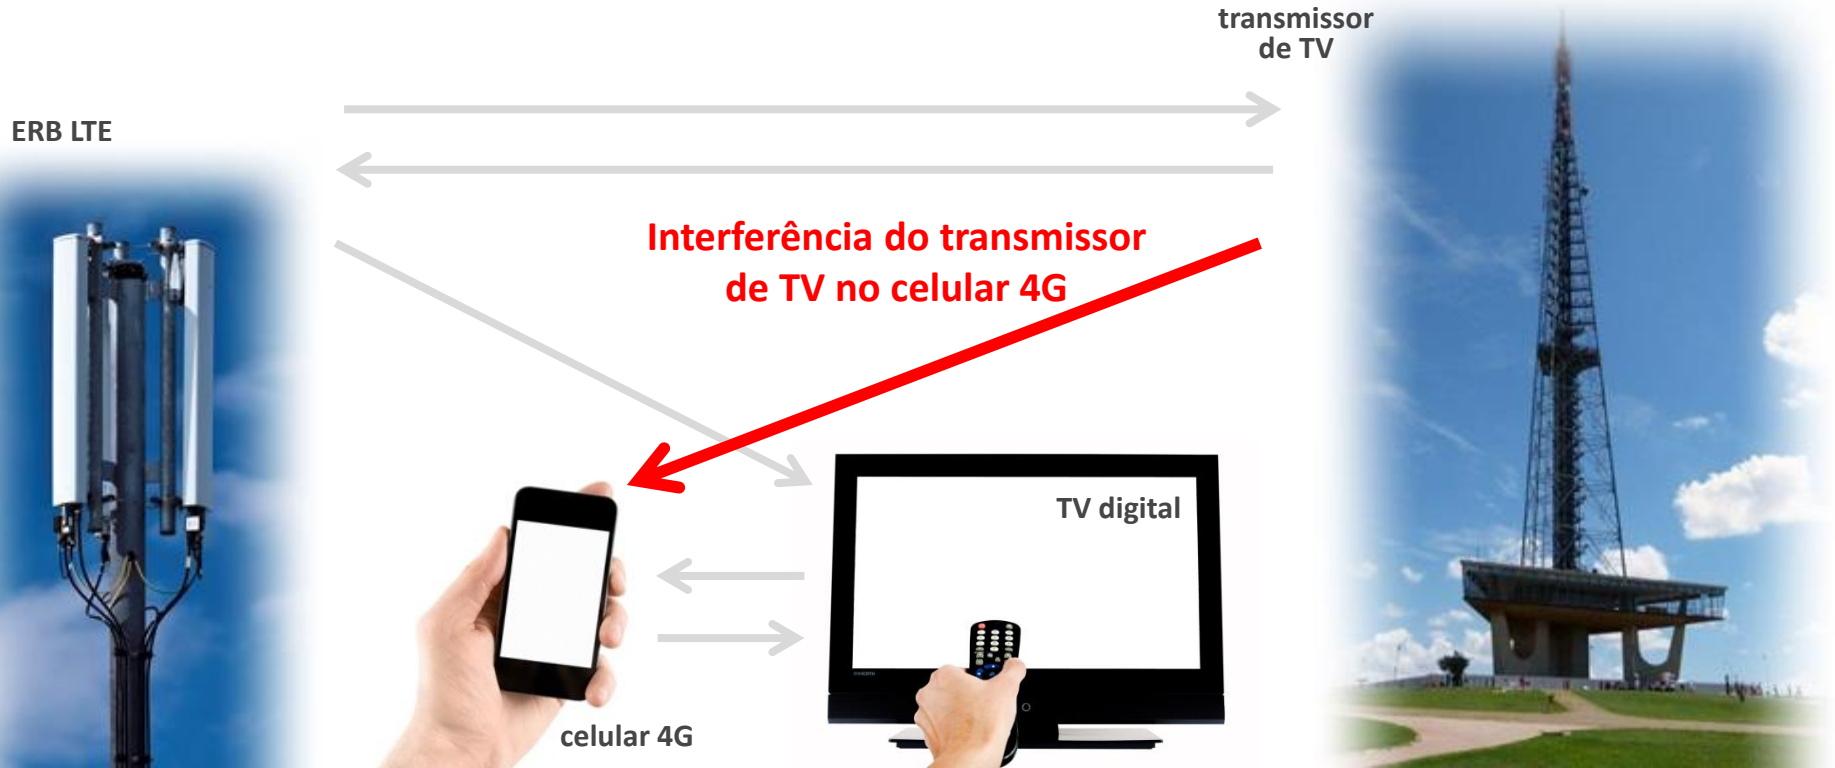 transmissor
de TV
ERB LTE
Interferência do transmissor
de TV no celular 4G
TV digital
celular 4G